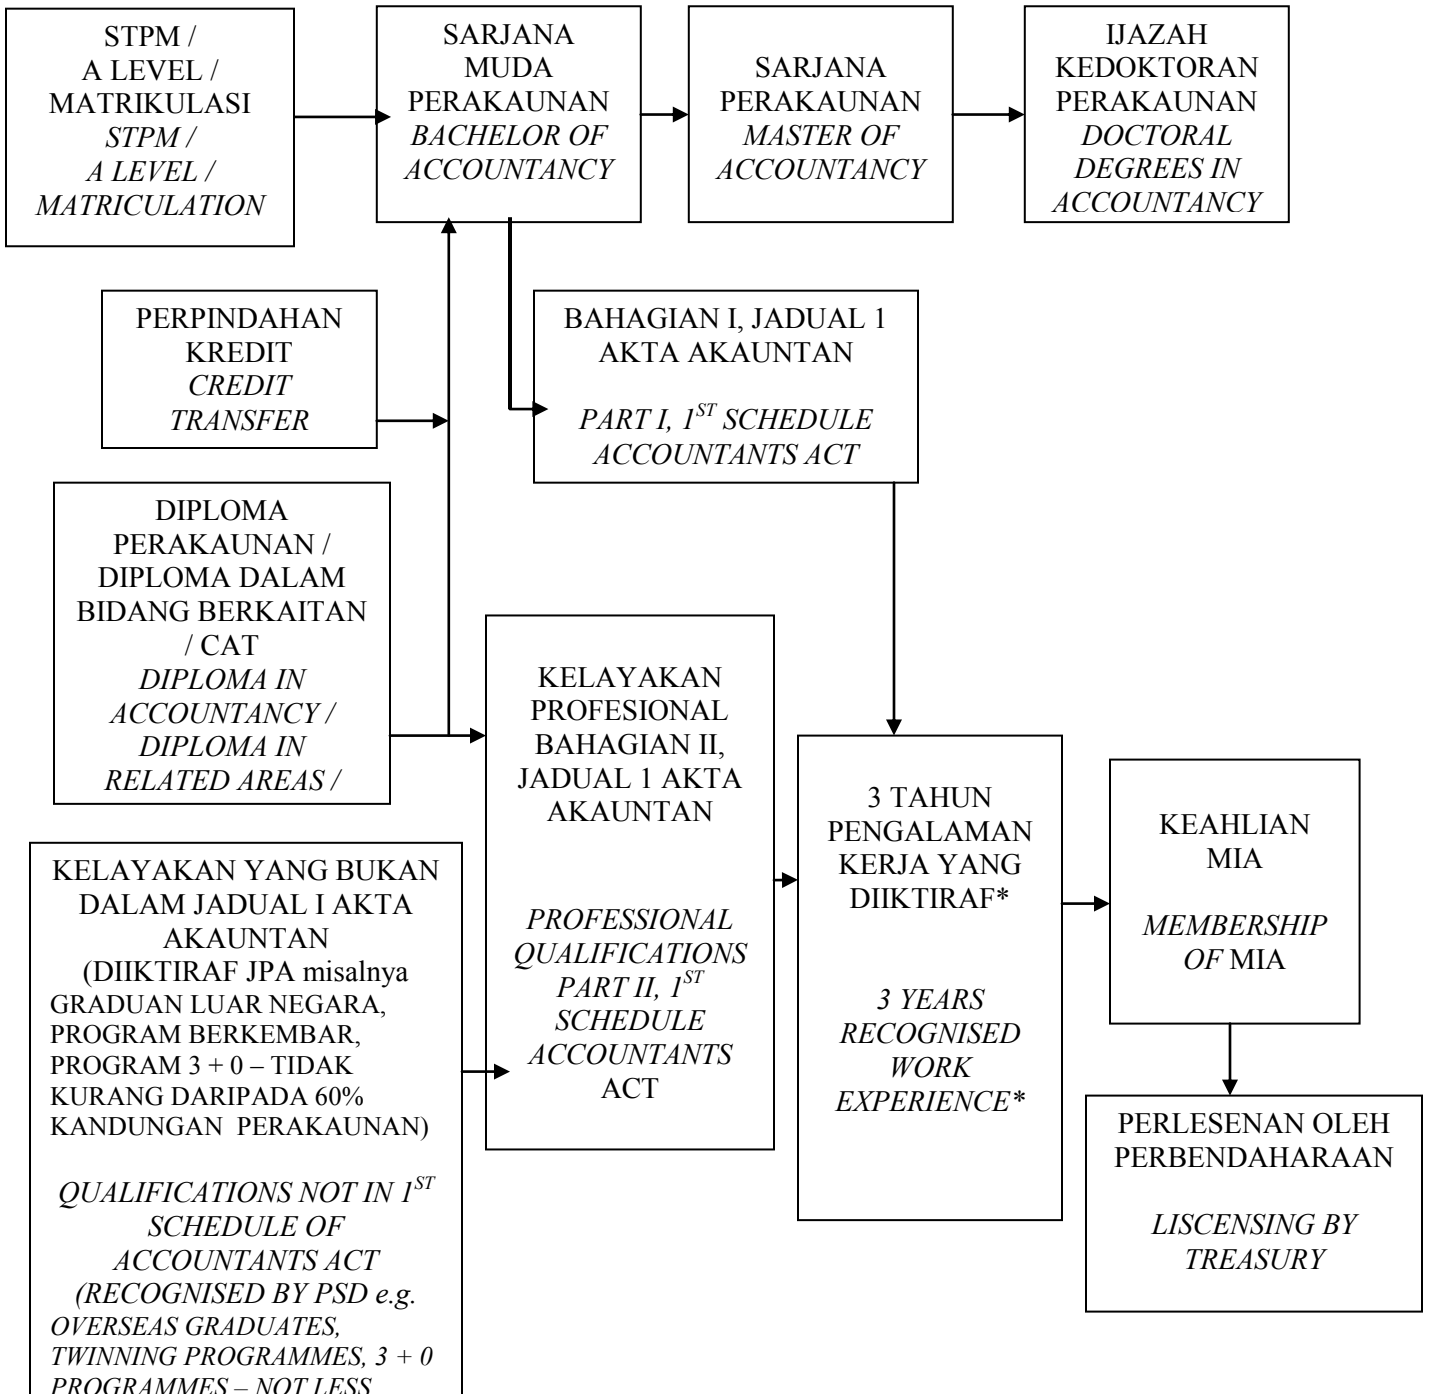 STPM /
A LEVEL /
MATRIKULASI
STPM /
A LEVEL /
MATRICULATION
SARJANA
MUDA
PERAKAUNAN
BACHELOR OF
ACCOUNTANCY
SARJANA
PERAKAUNAN
MASTER OF
ACCOUNTANCY
IJAZAH
KEDOKTORAN
PERAKAUNAN
DOCTORAL
DEGREES IN
ACCOUNTANCY
PERPINDAHAN
KREDIT
CREDIT
TRANSFER
BAHAGIAN I, JADUAL 1
AKTA AKAUNTAN
PART I, 1ST SCHEDULE
ACCOUNTANTS ACT
DIPLOMA
PERAKAUNAN /
DIPLOMA DALAM
BIDANG BERKAITAN
/ CAT
DIPLOMA IN
ACCOUNTANCY /
DIPLOMA IN
RELATED AREAS /
KELAYAKAN
PROFESIONAL
BAHAGIAN II,
JADUAL 1 AKTA
AKAUNTAN
PROFESSIONAL
QUALIFICATIONS
PART II, 1ST
SCHEDULE
ACCOUNTANTS
ACT
3 TAHUN
PENGALAMAN
KERJA YANG
DIIKTIRAF*
3 YEARS
RECOGNISED
WORK
EXPERIENCE*
KEAHLIAN
MIA
MEMBERSHIP
OF MIA
PERLESENAN OLEH
PERBENDAHARAAN
LISCENSING BY
TREASURY
KELAYAKAN YANG BUKAN
DALAM JADUAL I AKTA
AKAUNTAN
(DIIKTIRAF JPA misalnya
GRADUAN LUAR NEGARA,
PROGRAM BERKEMBAR,
PROGRAM 3 + 0 – TIDAK
KURANG DARIPADA 60%
KANDUNGAN PERAKAUNAN)
QUALIFICATIONS NOT IN 1ST
SCHEDULE OF
ACCOUNTANTS ACT
(RECOGNISED BY PSD e.g.
OVERSEAS GRADUATES,
TWINNING PROGRAMMES, 3 + 0
PROGRAMMES – NOT LESS